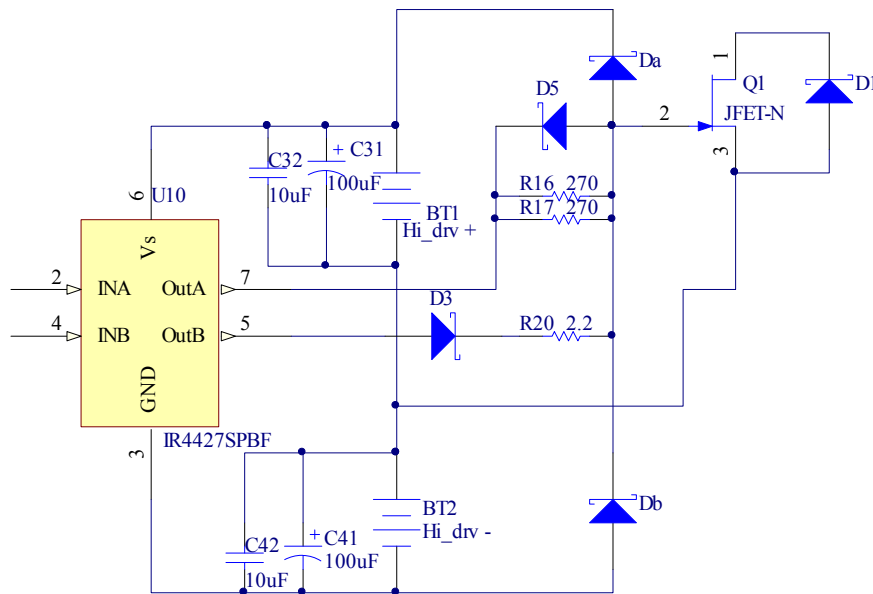 Da
1
D5
Q1
D1
2
JFET-N
3
+ C31
C32
10uF
100uF
6
U10
BT1
Hi_drv +
R16 270
R17 270
Vs
2
INA
OutA
7
D3
R20 2.2
4
INB
OutB
5
GND
3
IR4427SPBF
BT2
Hi_drv -
Db
+ C41
C42
100uF
10uF